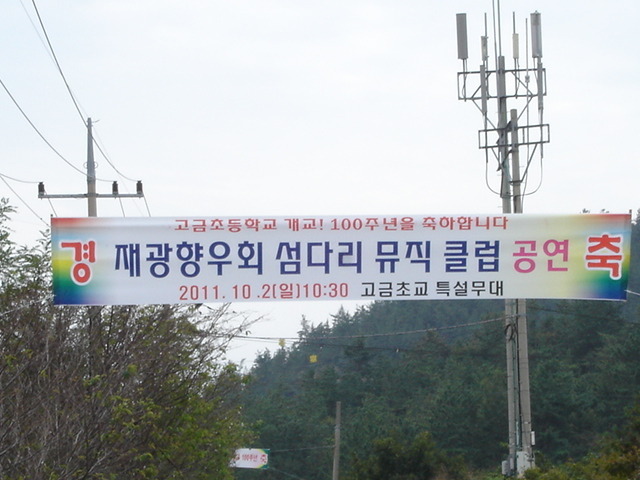 고금초등학교 개교! 100주년을 축하합니다
경 재광향우회 섬다리 뮤직 클럽 공연 축
2011. 10. 2(일)10:30 고금초교 특설무대
축